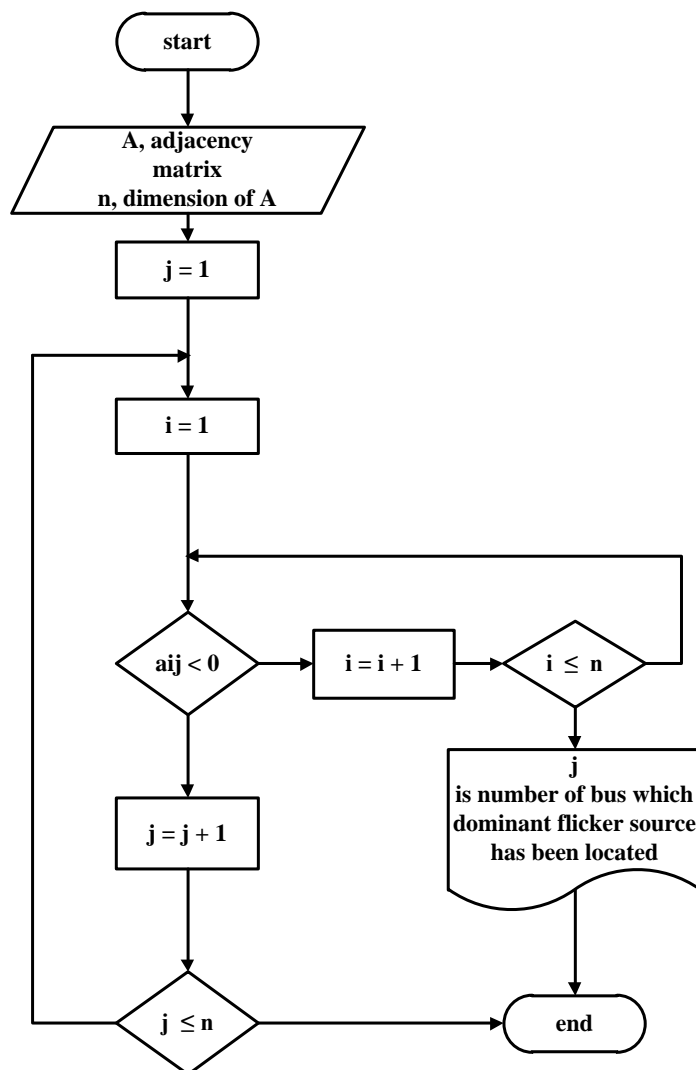 start
A, adjacency
matrix
n, dimension of A
j = 1
i = 1
aij < 0
i = i + 1
i ≤ n
j
is number of bus which
dominant flicker source
has been located
j = j + 1
j ≤ n
end